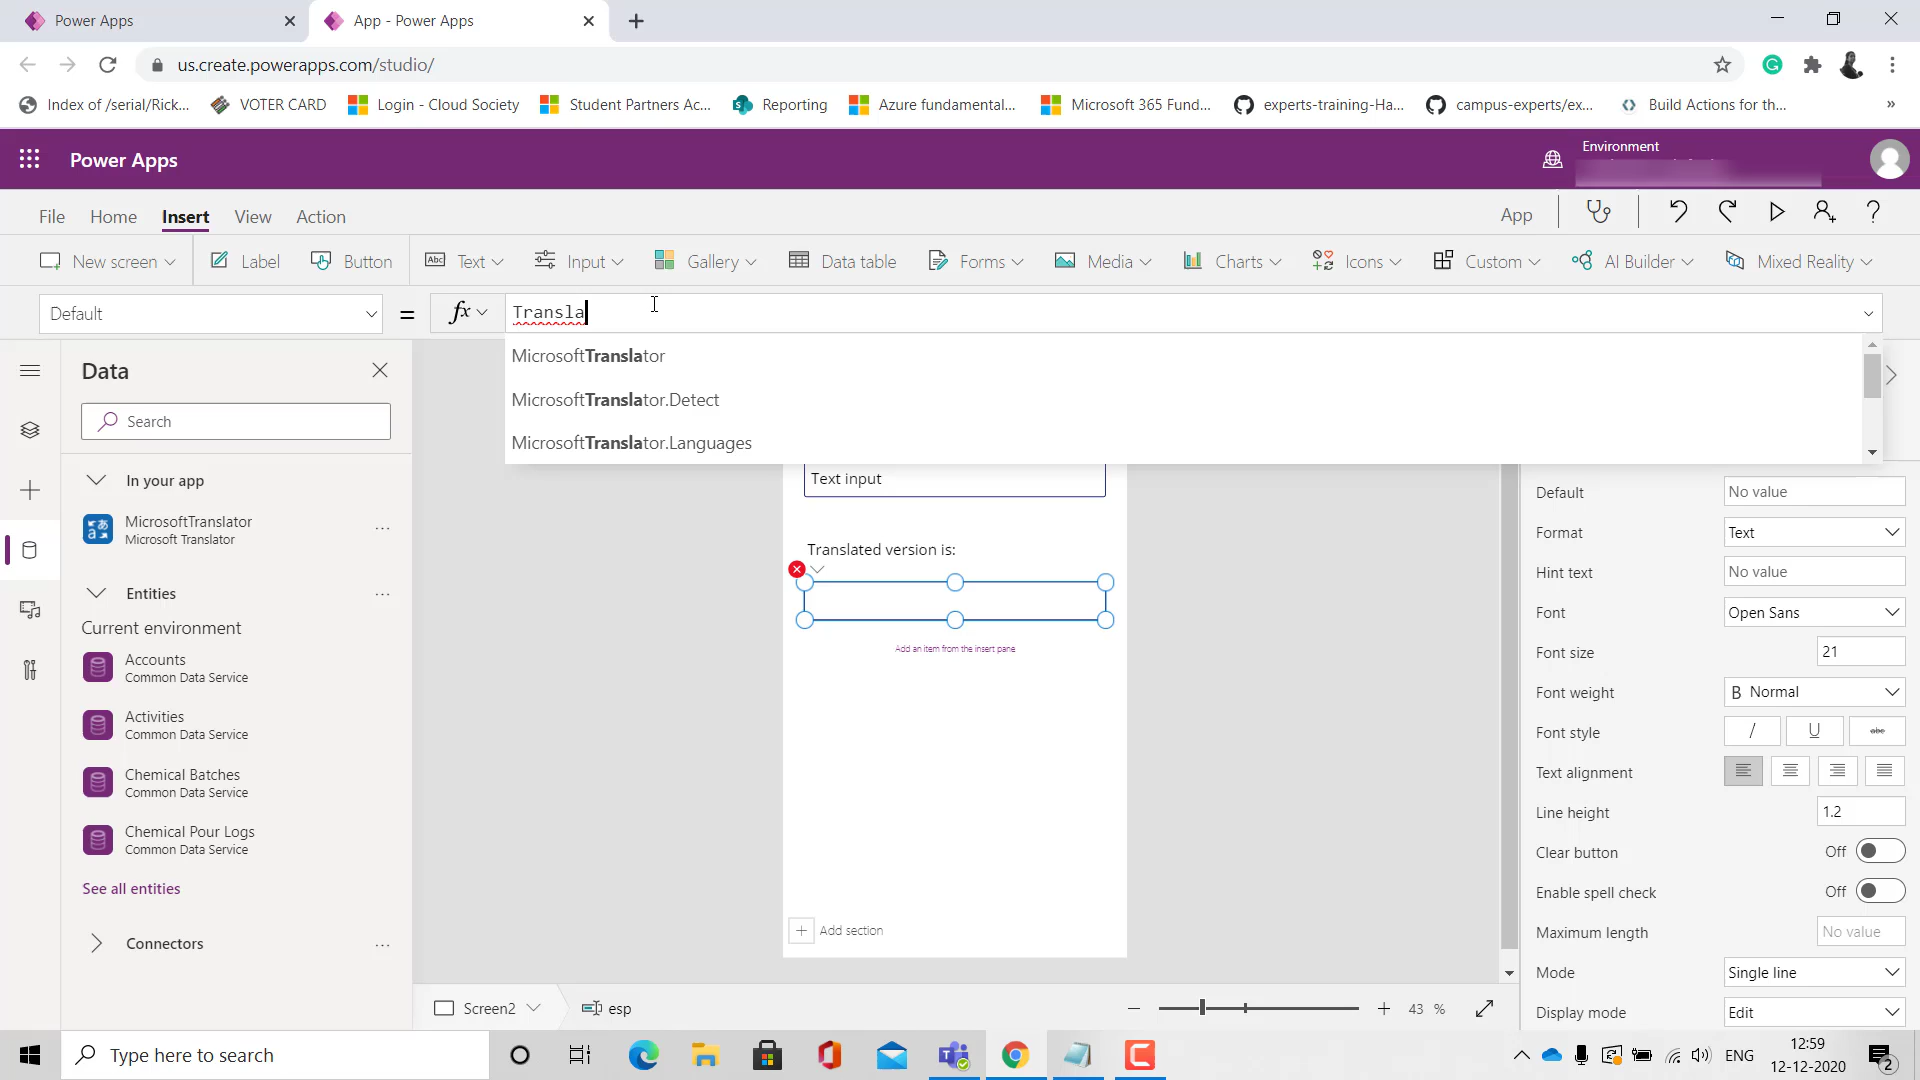 Power Apps
App - Power Apps
us.create.powerapps.com/studio/
Index of /serial/Rick...
VOTER CARD
Login - Cloud Society
Student Partners Ac...
Reporting
Azure fundamental...
Microsoft 365 Fund...
experts-training-Ha...
campus-experts/ex...
Build Actions for th...
»
Power Apps
Environment
File
Home
Insert
View
Action
App
New screen
Label
Button
Abc
Text
Input
Gallery
Data table
Forms
Media
Charts
Icons
Custom
AI Builder
Mixed Reality
Default
=
fx
Transla
MicrosoftTranslator
MicrosoftTranslator.Detect
MicrosoftTranslator.Languages
Data
Search
In your app
MicrosoftTranslator
Microsoft Translator
Entities
Current environment
Accounts
Common Data Service
Activities
Common Data Service
Chemical Batches
Common Data Service
Chemical Pour Logs
Common Data Service
See all entities
Connectors
Text input
Translated version is:
Add an item from the insert pane
Add section
Screen2
esp
43 %
Default
No value
Format
Text
Hint text
No value
Font
Open Sans
Font size
21
Font weight
B Normal
Font style
/ U abc
Text alignment
Line height
1.2
Clear button
Off
Enable spell check
Off
Maximum length
No value
Mode
Single line
Display mode
Edit
Type here to search
ENG
12:59
12-12-2020
2